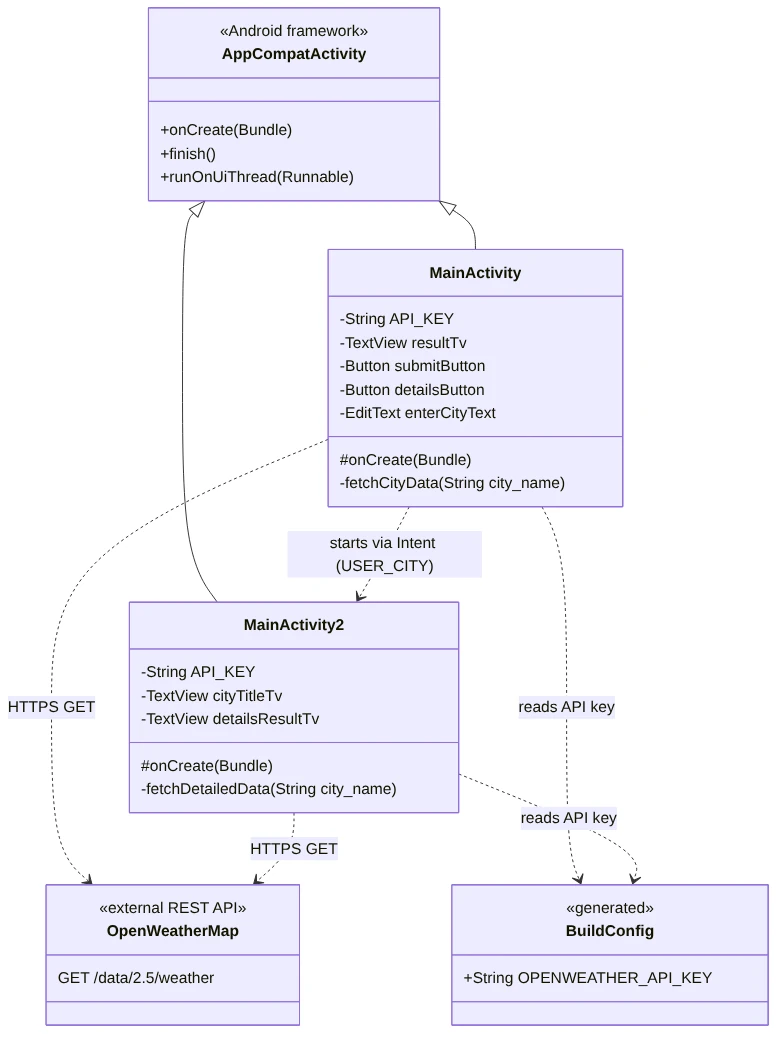 «Android framework»
AppCompatActivity
+onCreate(Bundle)
+finish()
+runOnUiThread(Runnable)
MainActivity
-String API_KEY
-TextView resultTv
-Button submitButton
-Button detailsButton
-EditText enterCityText
#onCreate(Bundle)
-fetchCityData(String city_name)
starts via Intent
(USER_CITY)
MainActivity2
-String API_KEY
-TextView cityTitleTv
-TextView detailsResultTv
#onCreate(Bundle)
-fetchDetailedData(String city_name)
HTTPS GET
reads API key
reads API key
HTTPS GET
«external REST API»
OpenWeatherMap
GET /data/2.5/weather
«generated»
BuildConfig
+String OPENWEATHER_API_KEY